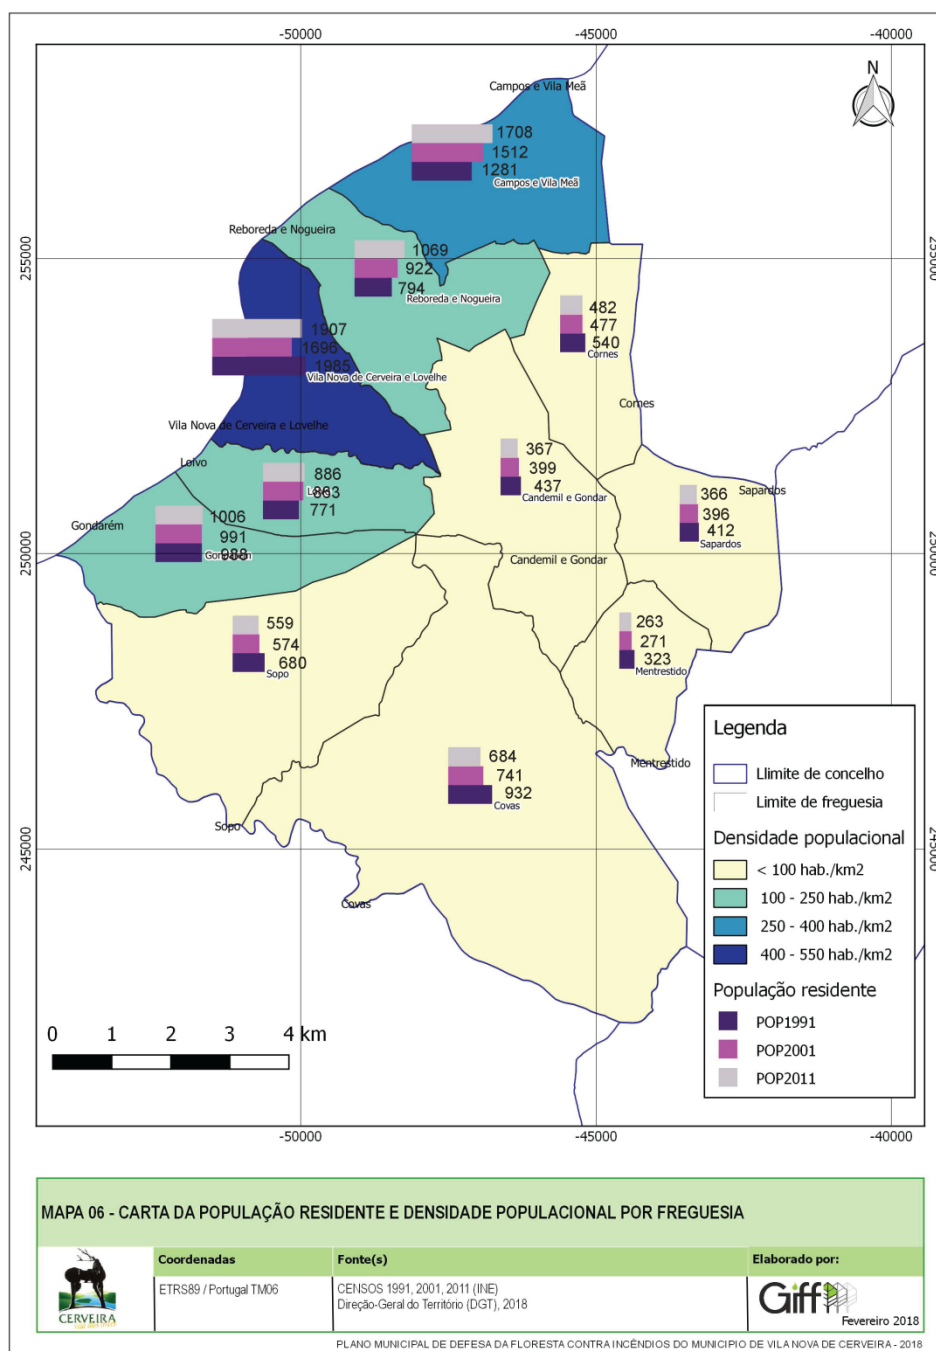 -50000
-45000
-40000
N
Campos e Vila Meã
1708
1512
1281
Campos e Vila Meã
Reboreda e Nogueira
255000
255000
1069
922
794
Reboreda e Nogueira
482
477
540
Cornes
1907
1696
1985
Vila Nova de Cerveira e Lovelhe
Cornes
Vila Nova de Cerveira e Lovelhe
Loivo
886
863
771
367
399
437
Candemil e Gondar
366
396
412
Sapardos
Sapardos
Gondarém
1006
991
988
Gondarém
250000
250000
Candemil e Gondar
559
574
680
Sopo
263
271
323
Mentrestido
Mentrestido
684
741
932
Covas
Sopo
245000
245000
Covas
Legenda
Llimite de concelho
Limite de freguesia
Densidade populacional
< 100 hab./km2
100 - 250 hab./km2
250 - 400 hab./km2
400 - 550 hab./km2
População residente
POP1991
POP2001
POP2011
0 1 2 3 4 km
-50000
-45000
-40000
MAPA 06 - CARTA DA POPULAÇÃO RESIDENTE E DENSIDADE POPULACIONAL POR FREGUESIA
CERVEIRA
Coordenadas
ETRS89 / Portugal TM06
Fonte(s)
CENSOS 1991, 2001, 2011 (INE)
Direção-Geral do Território (DGT), 2018
Elaborado por:
Giff
Fevereiro 2018
PLANO MUNICIPAL DE DEFESA DA FLORESTA CONTRA INCÊNDIOS DO MUNICIPIO DE VILA NOVA DE CERVEIRA - 2018